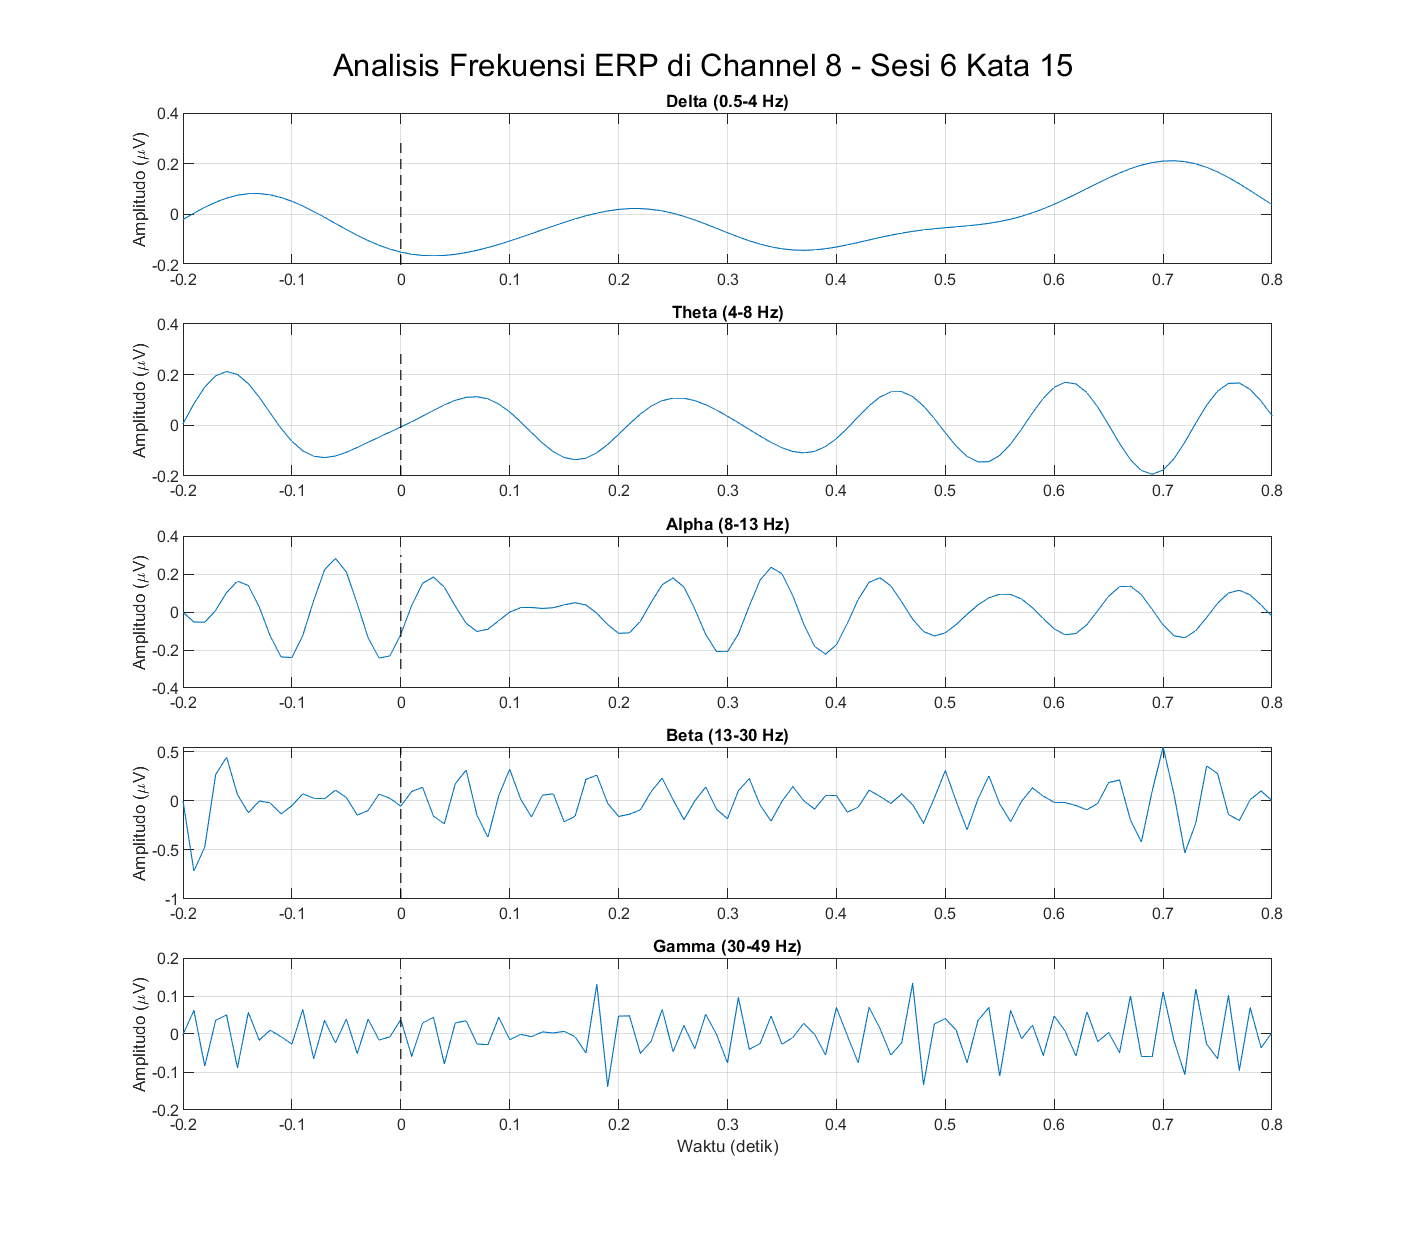 Analisis Frekuensi ERP di Channel 8 - Sesi 6 Kata 15
Delta (0.5-4 Hz)
Amplitudo (μV)
0.4
0.2
0
-0.2
-0.2 -0.1 0 0.1 0.2 0.3 0.4 0.5 0.6 0.7 0.8
Theta (4-8 Hz)
Amplitudo (μV)
0.4
0.2
0
-0.2
-0.2 -0.1 0 0.1 0.2 0.3 0.4 0.5 0.6 0.7 0.8
Alpha (8-13 Hz)
Amplitudo (μV)
0.4
0.2
0
-0.2
-0.4
-0.2 -0.1 0 0.1 0.2 0.3 0.4 0.5 0.6 0.7 0.8
Beta (13-30 Hz)
Amplitudo (μV)
0.5
0
-0.5
-1
-0.2 -0.1 0 0.1 0.2 0.3 0.4 0.5 0.6 0.7 0.8
Gamma (30-49 Hz)
Amplitudo (μV)
0.2
0.1
0
-0.1
-0.2
-0.2 -0.1 0 0.1 0.2 0.3 0.4 0.5 0.6 0.7 0.8
Waktu (detik)